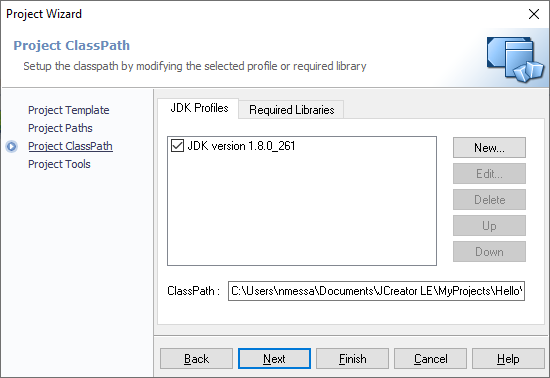 Project Wizard
Project ClassPath
Setup the classpath by modifying the selected profile or required library
Project Template
Project Paths
Project ClassPath
Project Tools
JDK Profiles
Required Libraries
JDK version 1.8.0_261
New...
Edit...
Delete
Up
Down
ClassPath : C:\Users\nmessa\Documents\JCreator LE\MyProjects\Hello\
Back
Next
Finish
Cancel
Help